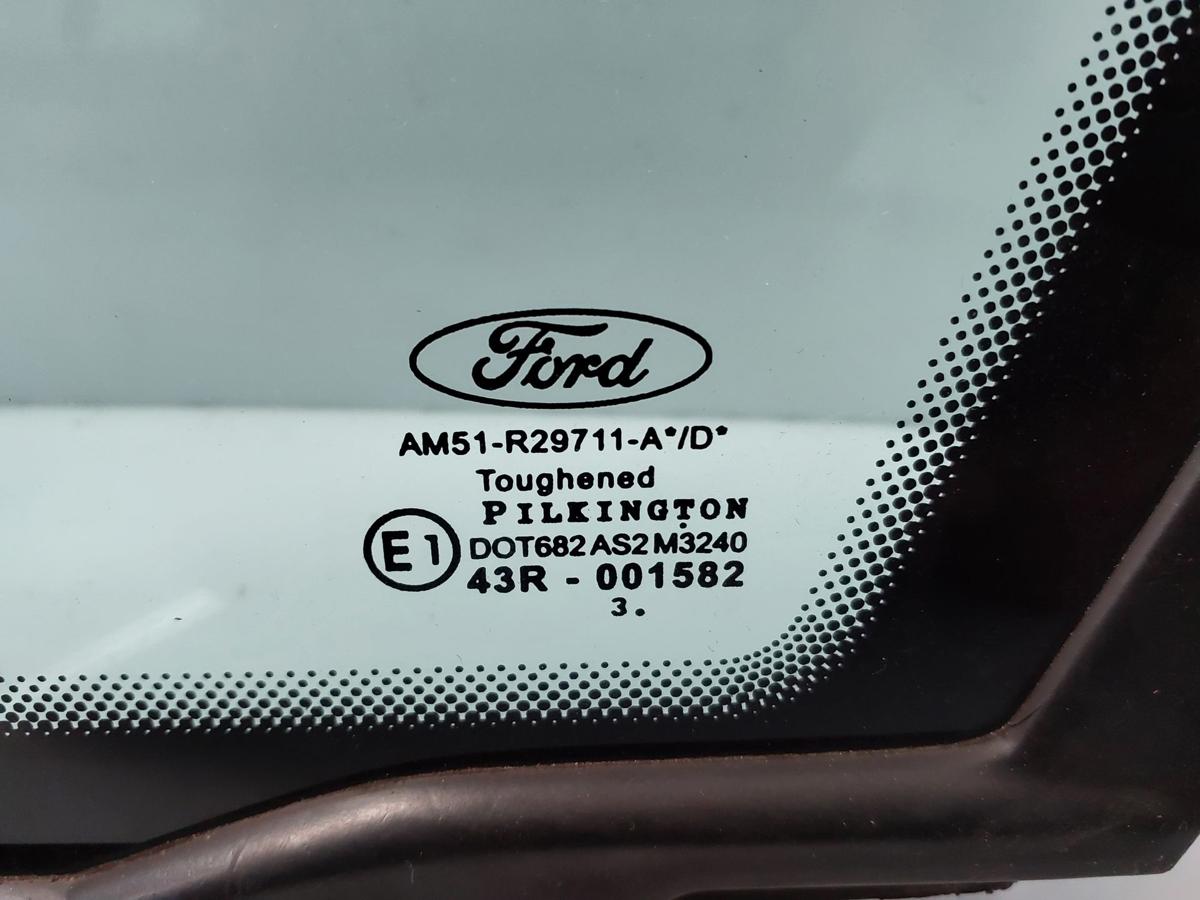 Ford
AM51-R29711-A*/D*
Toughened
PILKINGTON
E1
DOT682 AS2 M3240
43R - 001582
3.